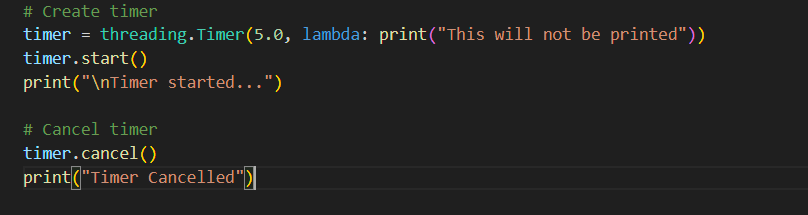 # Create timer
timer = threading.Timer(5.0, lambda: print("This will not be printed"))
timer.start()
print("\nTimer started...")
# Cancel timer
timer.cancel()
print("Timer Cancelled")